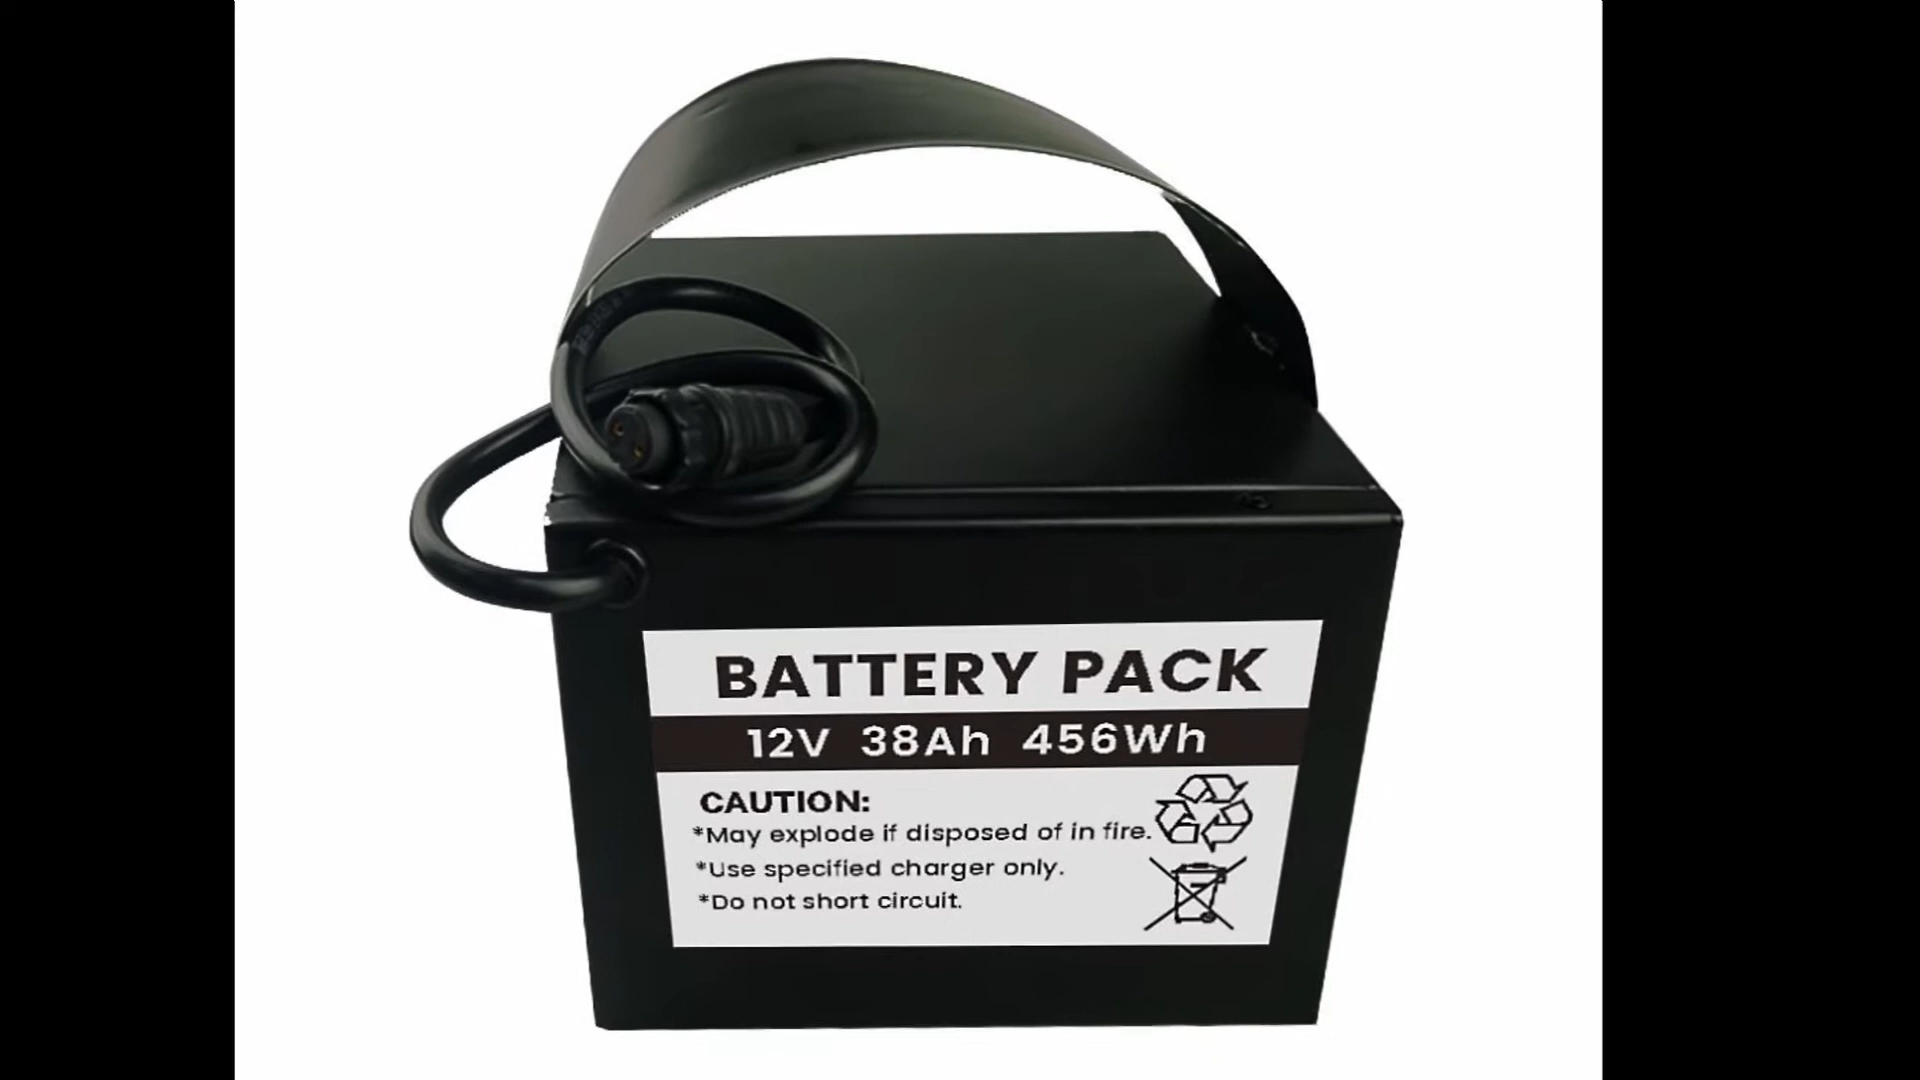 BATTERY PACK
12V 38Ah 456Wh
CAUTION:
*May explode if disposed of in fire.
*Use specified charger only.
*Do not short circuit.